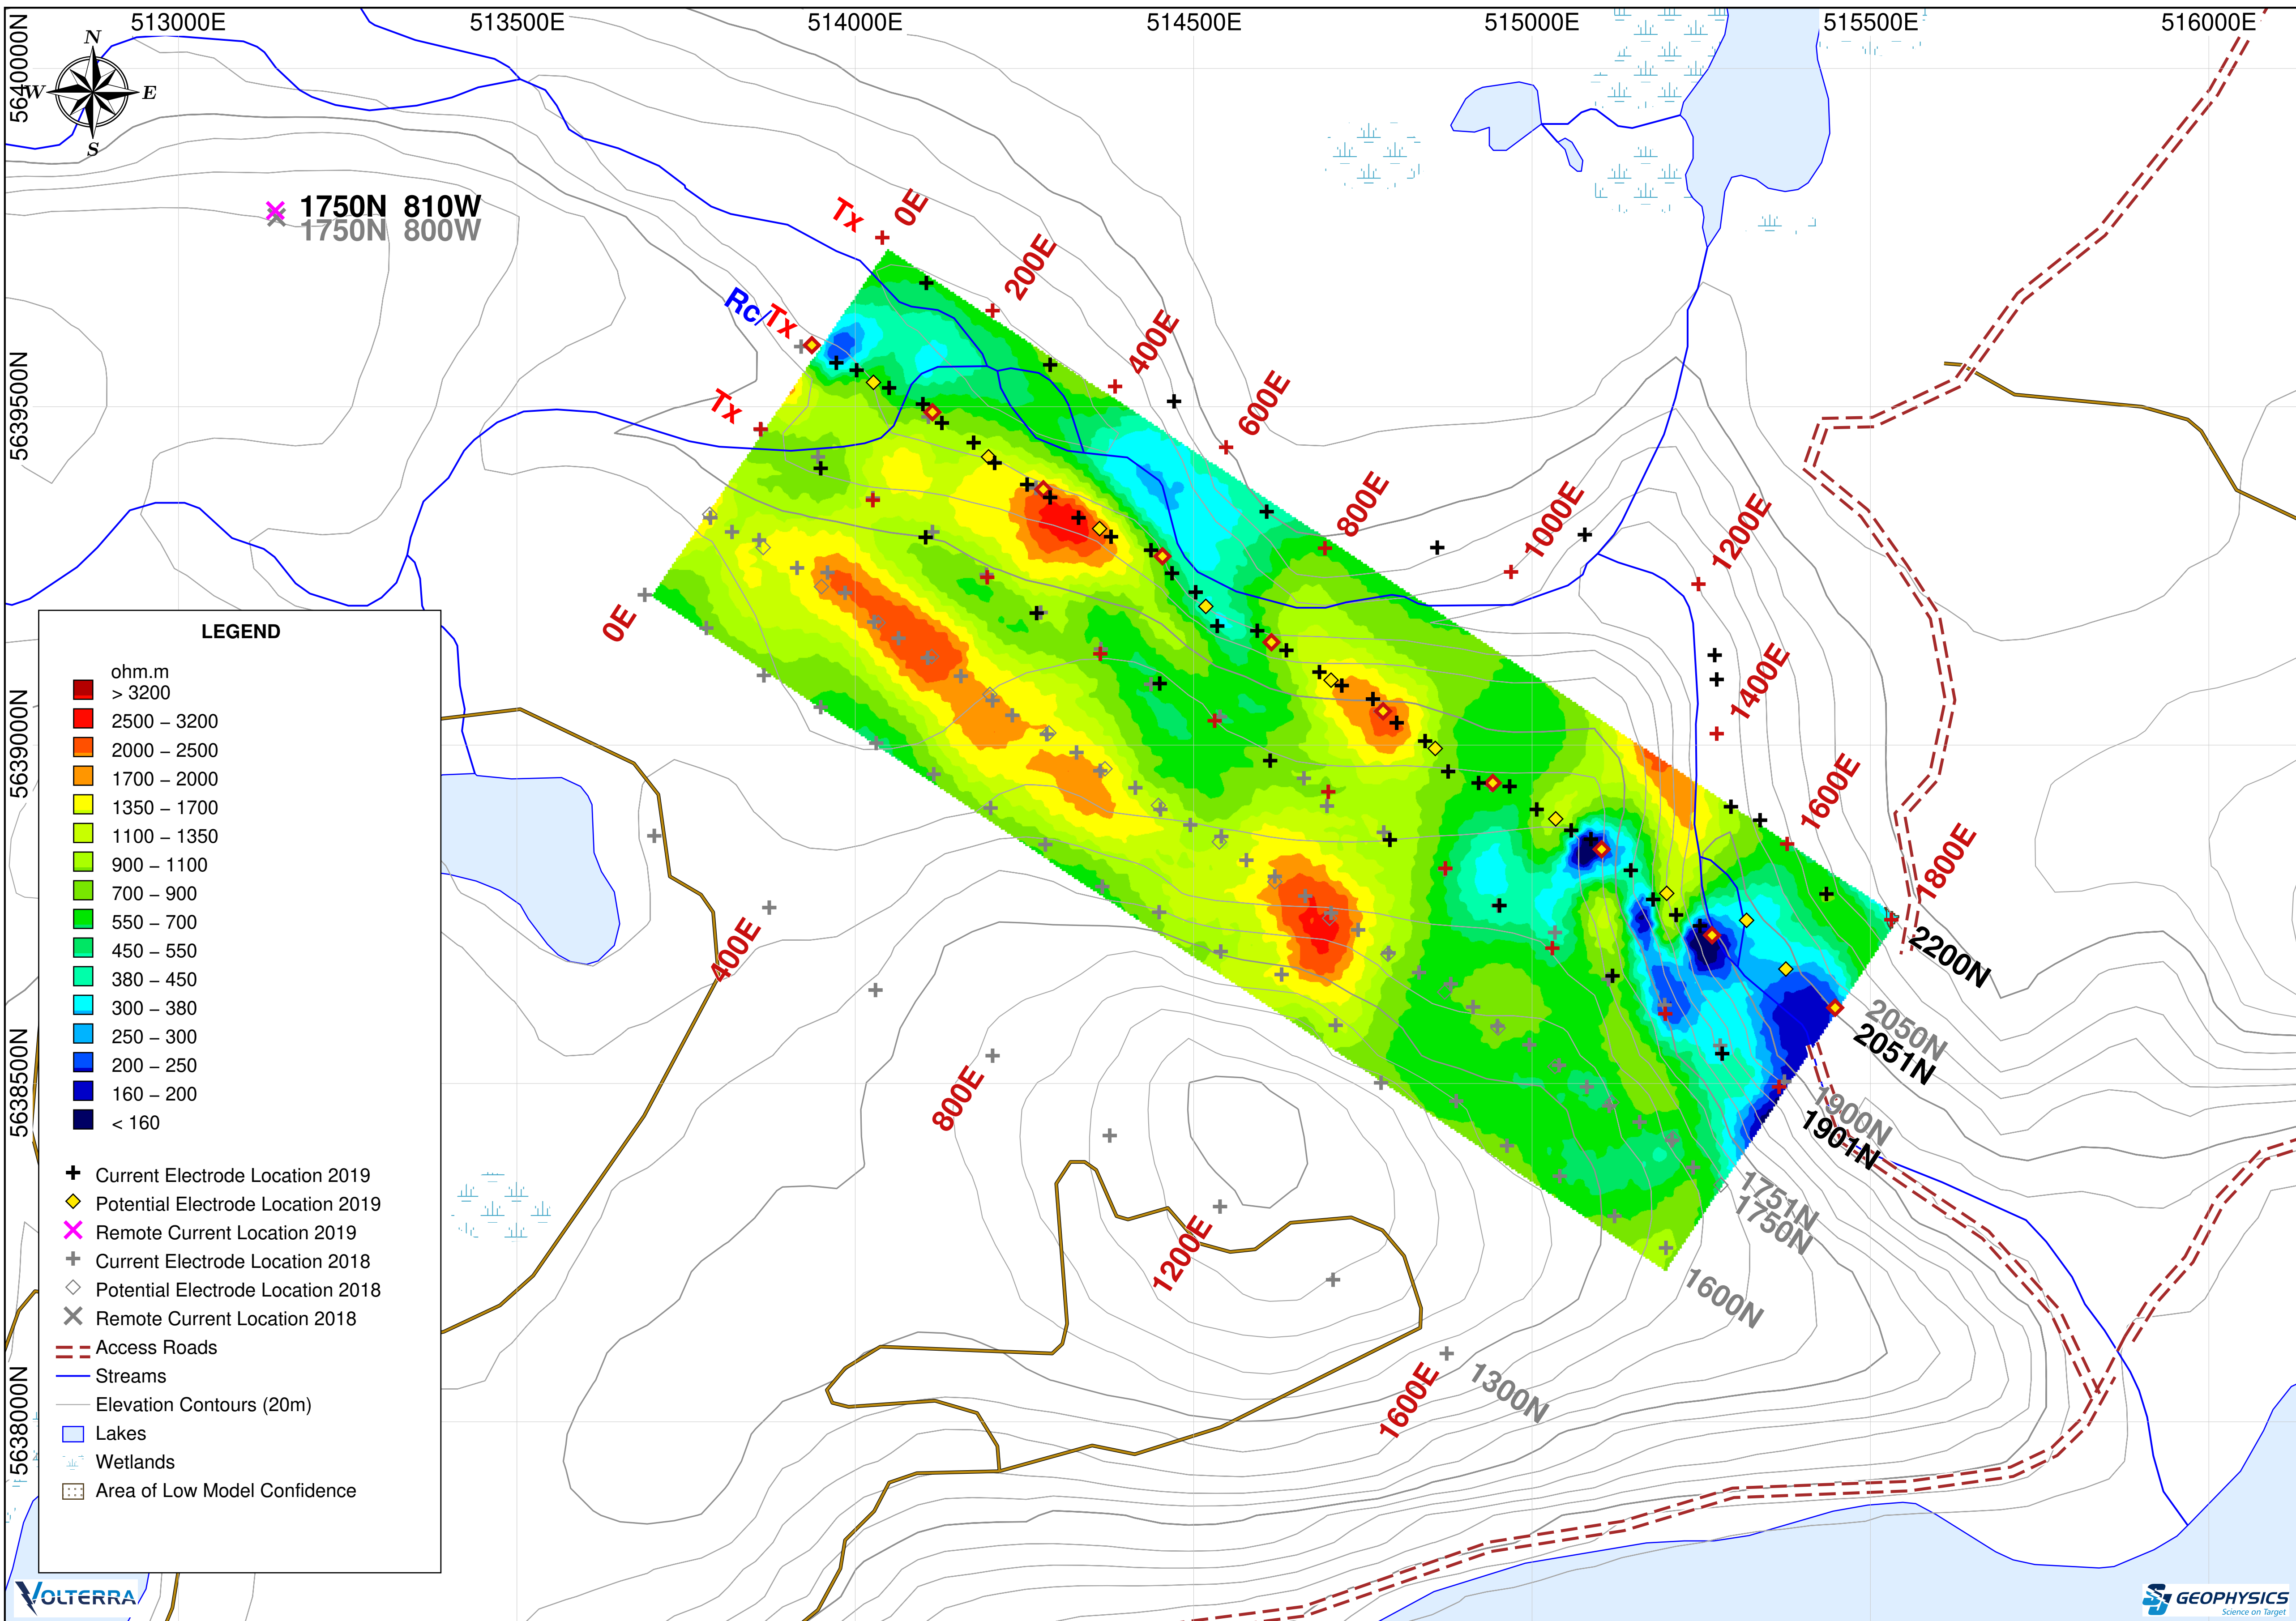 513000E 513500E 514000E 514500E 515000E 515500E 516000E
5640000N
5639500N
5639000N
5638500N
5638000N
N
W E
S
1750N 810W
1750N 800W
Tx 0E
200E
Rc/Tx
400E
Tx
600E
800E
1000E
1200E
1400E
1600E
1800E
0E
400E
800E
1200E
1600E
2200N
2050N
2051N
1900N
1901N
1751N
1750N
1600N
1300N
LEGEND
ohm.m
> 3200
2500 – 3200
2000 – 2500
1700 – 2000
1350 – 1700
1100 – 1350
900 – 1100
700 – 900
550 – 700
450 – 550
380 – 450
300 – 380
250 – 300
200 – 250
160 – 200
< 160
Current Electrode Location 2019
Potential Electrode Location 2019
Remote Current Location 2019
Current Electrode Location 2018
Potential Electrode Location 2018
Remote Current Location 2018
Access Roads
Streams
Elevation Contours (20m)
Lakes
Wetlands
Area of Low Model Confidence
VOLTERRA
SJ GEOPHYSICS
Science on Target